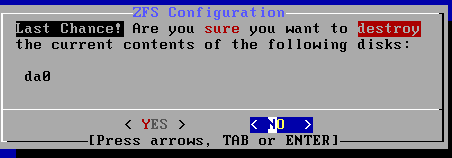 ZFS Configuration
Last Chance! Are you sure you want to destroy
the current contents of the following disks:
da0
< YES > < NO >
[Press arrows, TAB or ENTER]